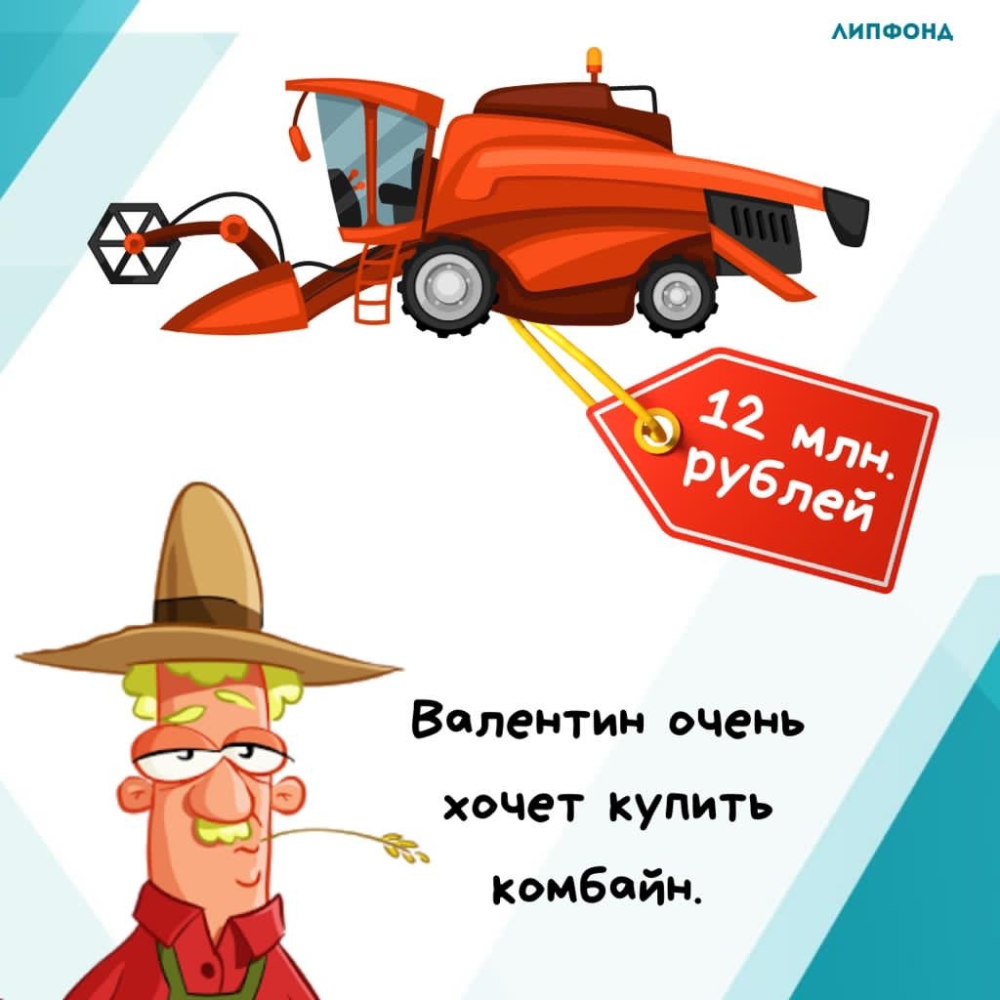 ЛИПФОНД
12 млн.
рублей
Валентин очень
хочет купить
комбайн.